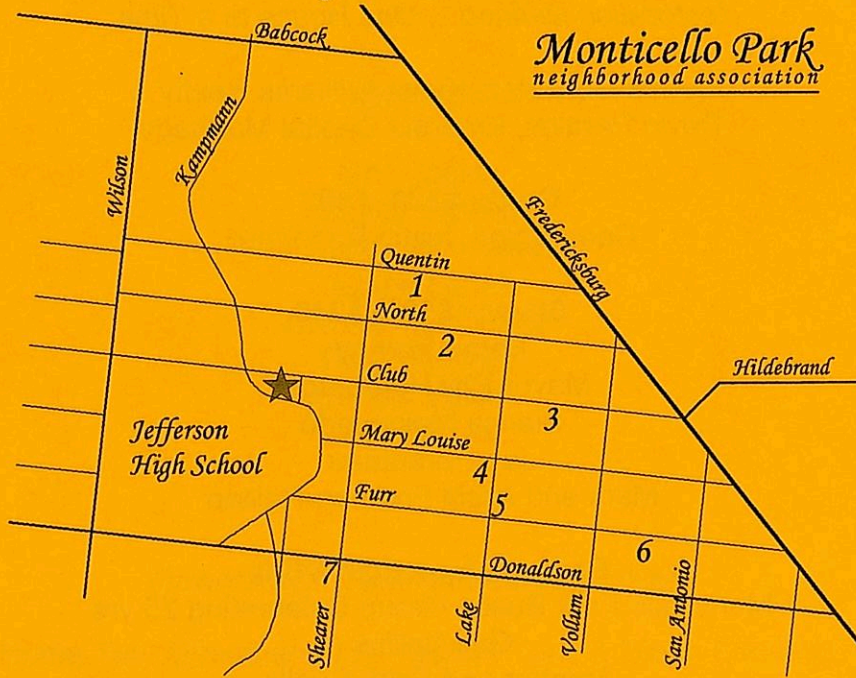 Babcock
Monticello Park
neighborhood association
Kampmann
Wilson
Fredericksburg
Quentin
1
North
2
Hildebrand
Club
3
Jefferson
High School
Mary Louise
4
Furr
5
6
Donaldson
7
Shearer
Lake
Vollum
San Antonio